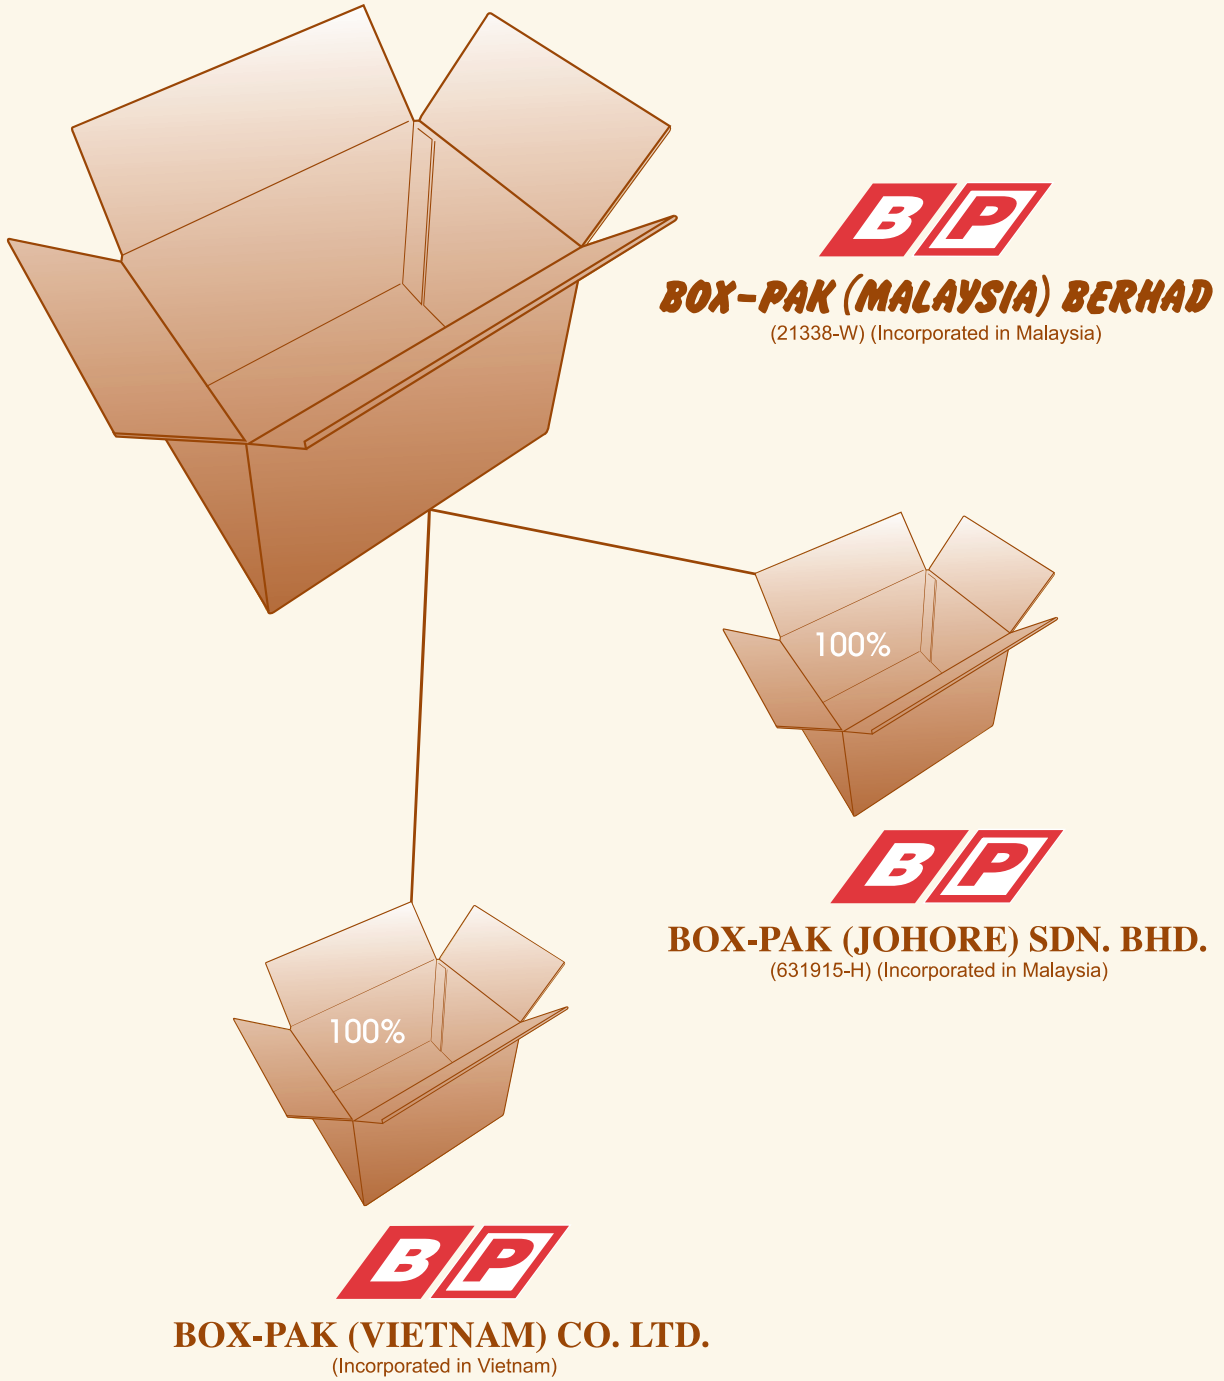 BP
BOX-PAK (MALAYSIA) BERHAD
(21338-W) (Incorporated in Malaysia)
100%
BP
BOX-PAK (JOHORE) SDN. BHD.
(631915-H) (Incorporated in Malaysia)
100%
BP
BOX-PAK (VIETNAM) CO. LTD.
(Incorporated in Vietnam)